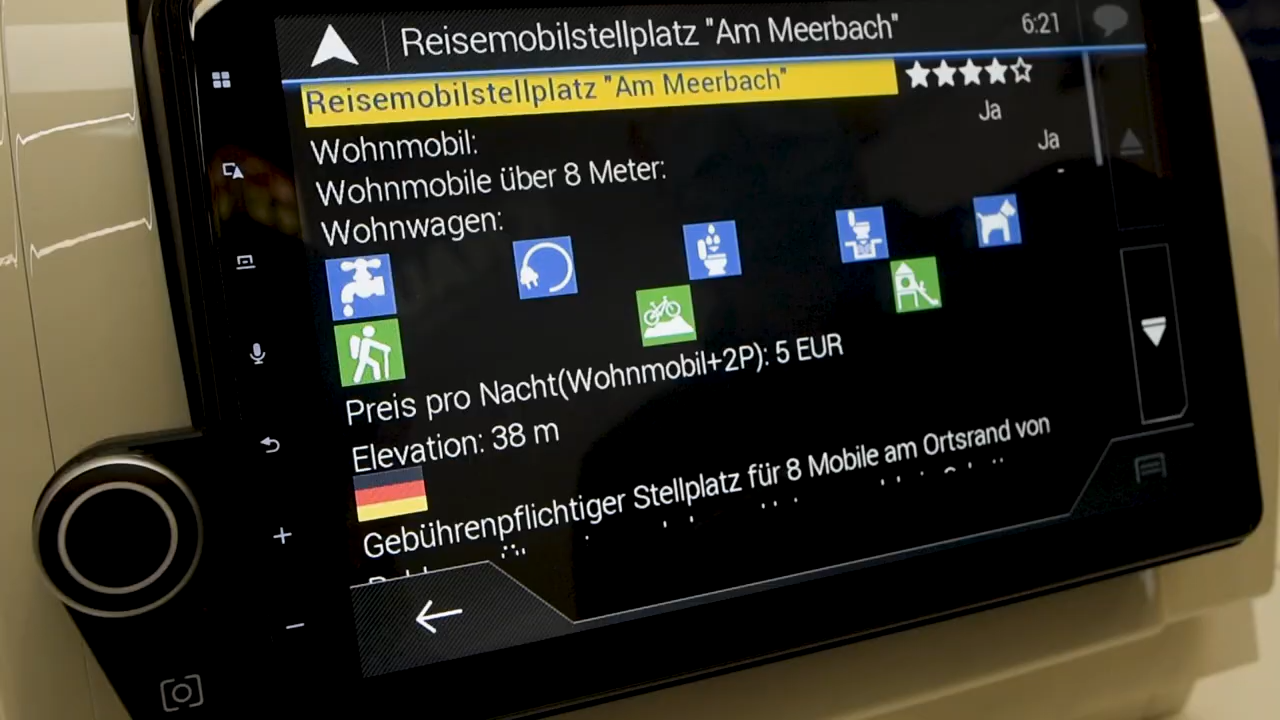 Reisemobilstellplatz "Am Meerbach" 6:21
Reisemobilstellplatz "Am Meerbach"
Wohnmobil: Ja
Wohnmobile über 8 Meter: Ja
Wohnwagen: -
Preis pro Nacht(Wohnmobil+2P): 5 EUR
Elevation: 38 m
Gebührenpflichtiger Stellplatz für 8 Mobile am Ortsrand von